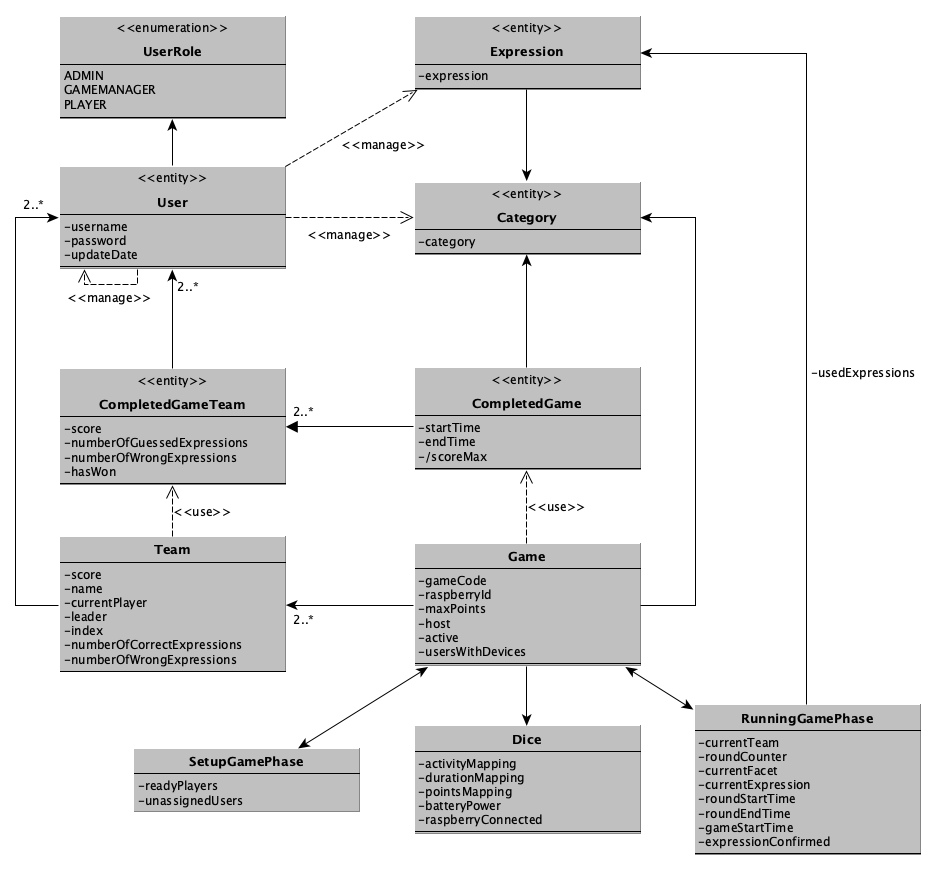 <<enumeration>>
UserRole
ADMIN
GAMEMANAGER
PLAYER
<<entity>>
Expression
-expression
<<manage>>
<<entity>>
User
-username
-password
-updateDate
2..*
<<manage>>
<<entity>>
Category
-category
<<manage>>
2..*
-usedExpressions
<<entity>>
CompletedGameTeam
-score
-numberOfGuessedExpressions
-numberOfWrongExpressions
-hasWon
2..*
<<entity>>
CompletedGame
-startTime
-endTime
-/scoreMax
<<use>>
<<use>>
Team
-score
-name
-currentPlayer
-leader
-index
-numberOfCorrectExpressions
-numberOfWrongExpressions
2..*
Game
-gameCode
-raspberryId
-maxPoints
-host
-active
-usersWithDevices
SetupGamePhase
-readyPlayers
-unassignedUsers
Dice
-activityMapping
-durationMapping
-pointsMapping
-batteryPower
-raspberryConnected
RunningGamePhase
-currentTeam
-roundCounter
-currentFacet
-currentExpression
-roundStartTime
-roundEndTime
-gameStartTime
-expressionConfirmed